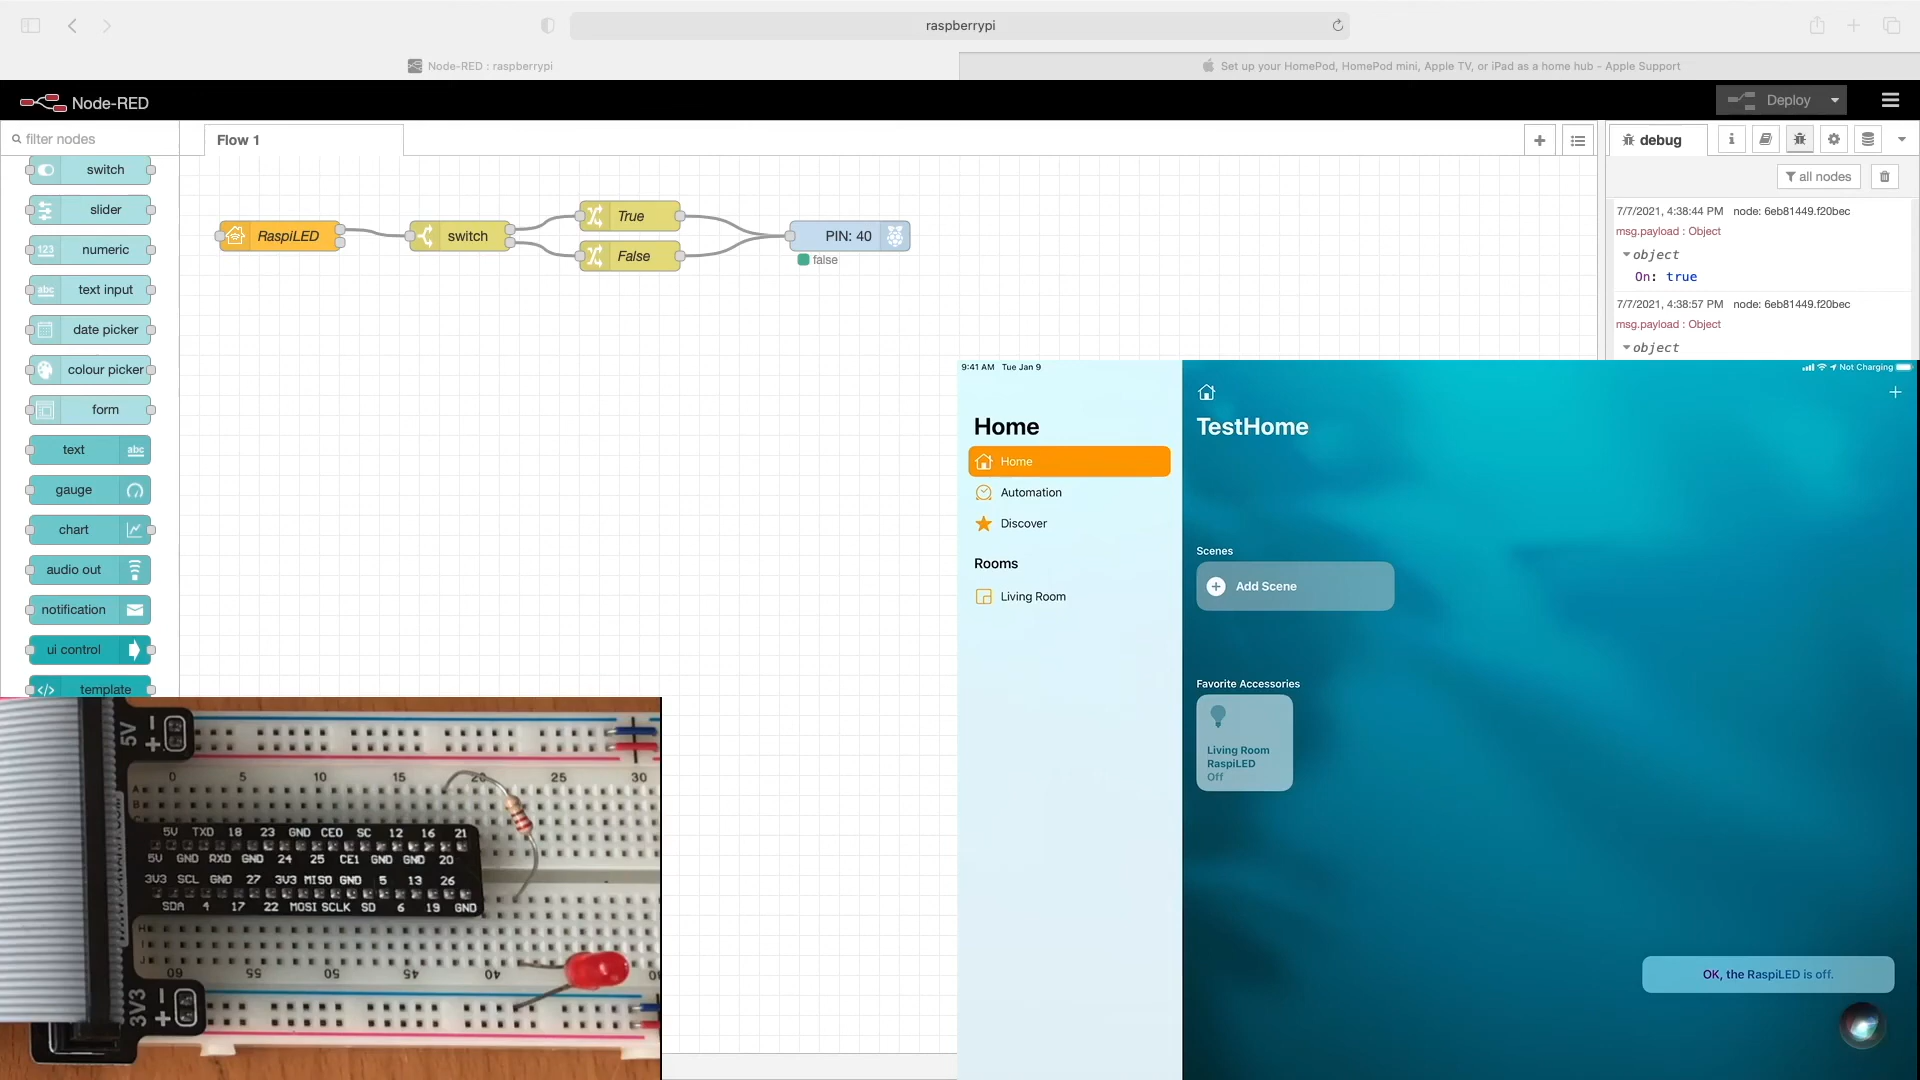 raspberrypi
Node-RED : raspberrypi
Set up your HomePod, HomePod mini, Apple TV, or iPad as a home hub - Apple Support
Node-RED
Deploy
filter nodes
Flow 1
debug
switch
slider
123 numeric
abc text input
date picker
colour picker
form
text abc
gauge
chart
audio out
notification
ui control
</> template
RaspiLED
switch
True
False
PIN: 40
false
all nodes
7/7/2021, 4:38:44 PM node: 6eb81449.f20bec
msg.payload : Object
object
On: true
7/7/2021, 4:38:57 PM node: 6eb81449.f20bec
msg.payload : Object
object
9:41 AM Tue Jan 9
Not Charging
Home
Home
Automation
Discover
Rooms
Living Room
TestHome
Scenes
Add Scene
Favorite Accessories
Living Room
RaspiLED
Off
OK, the RaspiLED is off.
5V
0 5 10 15 20 25 30
A
B
5V TXD 18 23 GND CE0 SC 12 16 21
5V GND RXD GND 24 25 CE1 GND GND 20
3V3 SCL GND 27 3V3 MISO GND 5 13 26
SDA 4 17 22 MOSI SCLK SD 6 19 GND
H
I
J
60 55 50 45 40
3V3